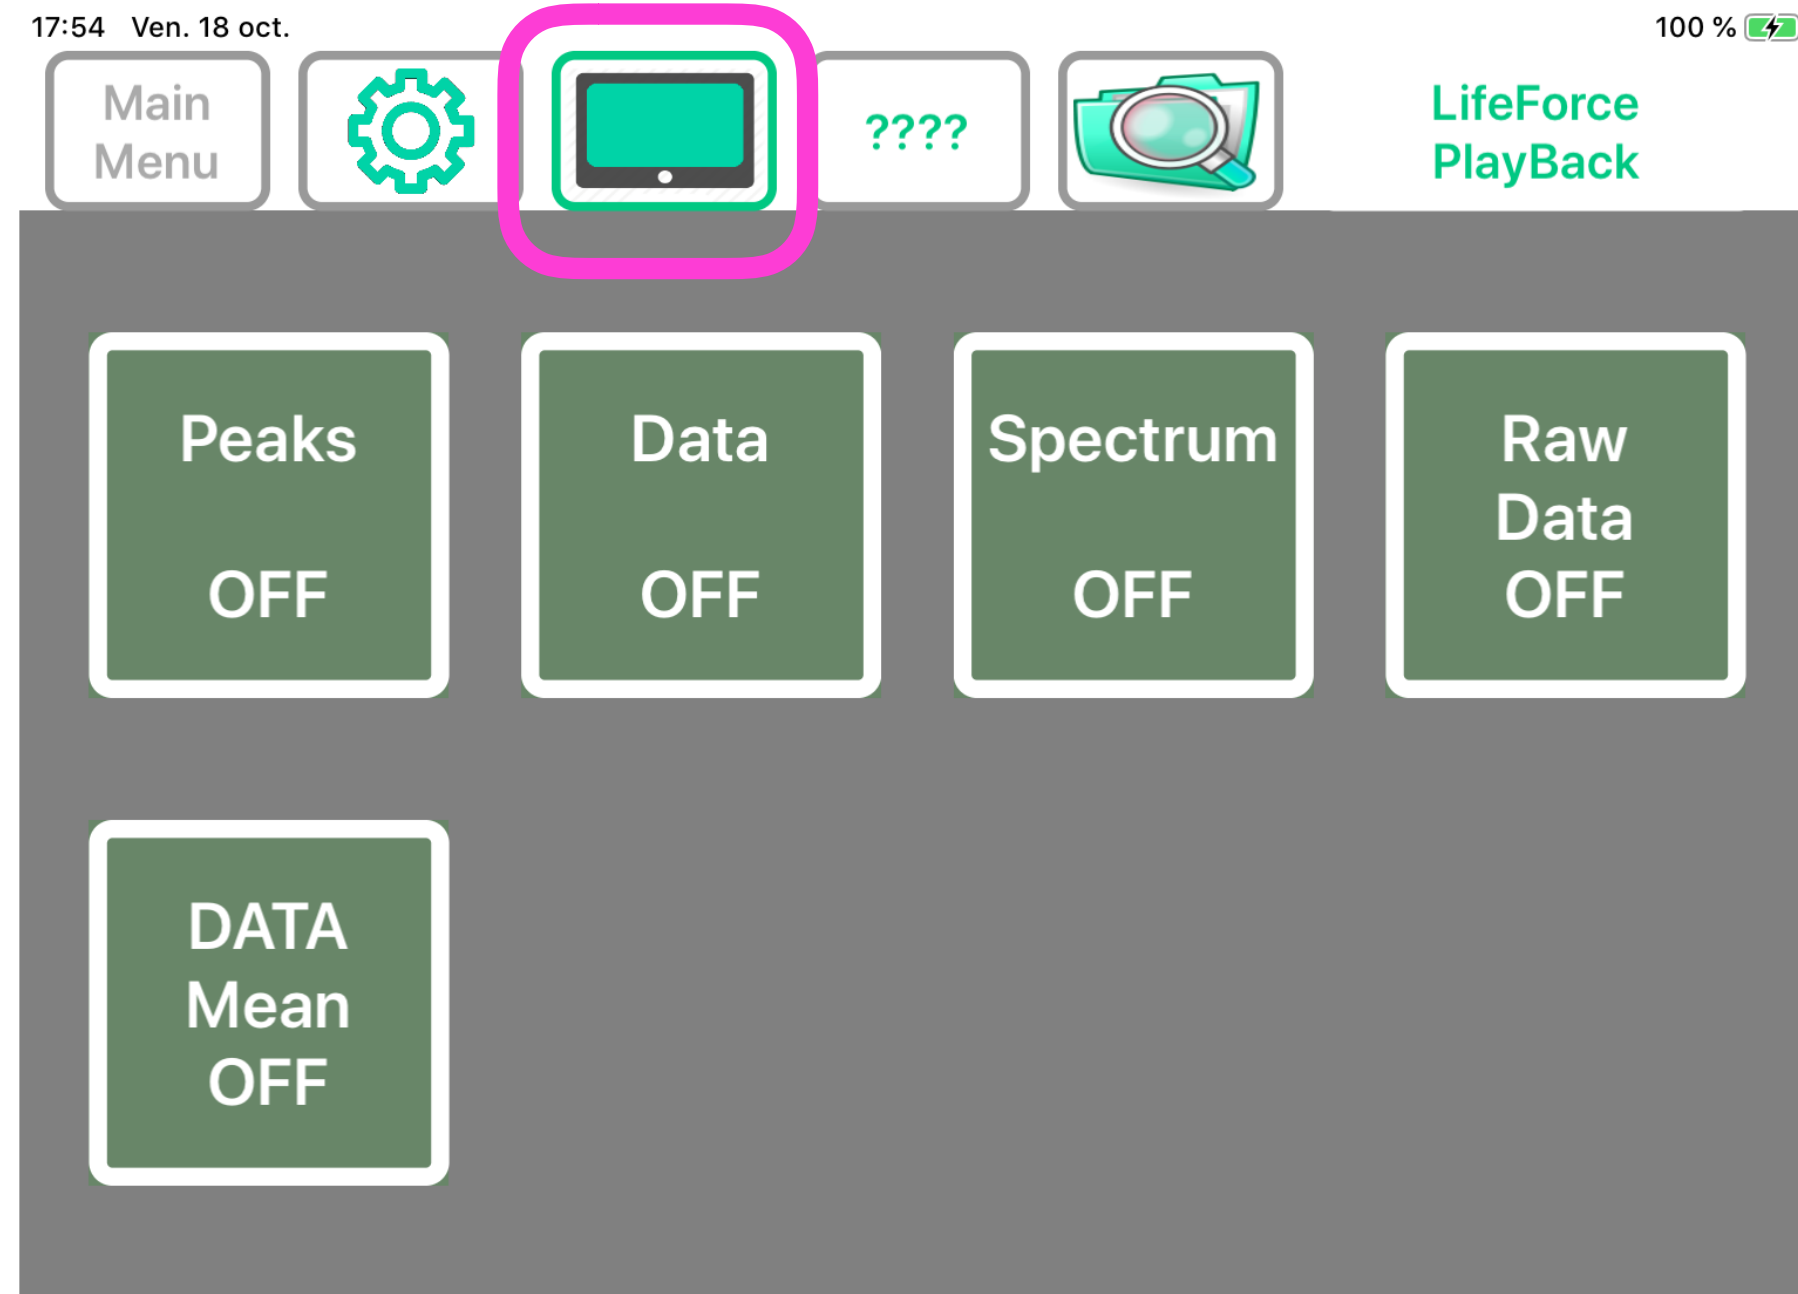 17:54 Ven. 18 oct.
100 %
Main
Menu
????
LifeForce
PlayBack
Peaks
OFF
Data
OFF
Spectrum
OFF
Raw
Data
OFF
DATA
Mean
OFF